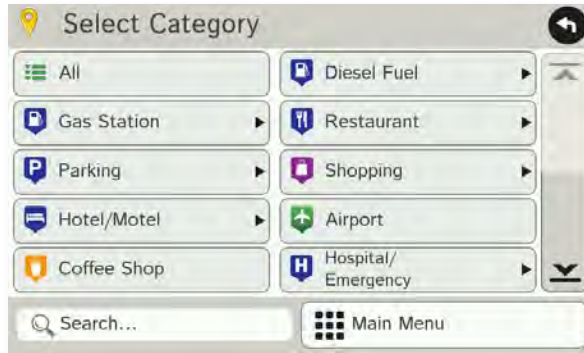 Select Category
All
Diesel Fuel
Gas Station
Restaurant
P
Parking
Shopping
Hotel/Motel
Airport
Coffee Shop
H
Hospital/
Emergency
Search...
Main Menu